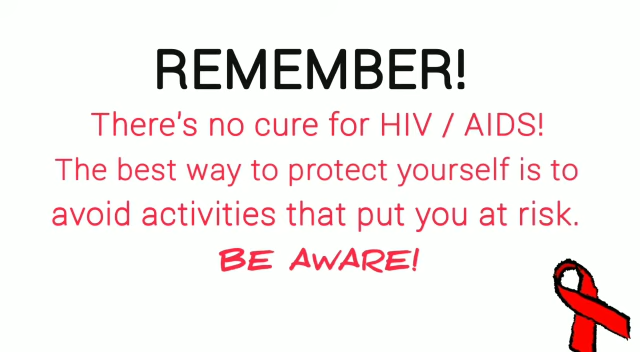 REMEMBER!
There's no cure for HIV / AIDS!
The best way to protect yourself is to
avoid activities that put you at risk.
BE AWARE!